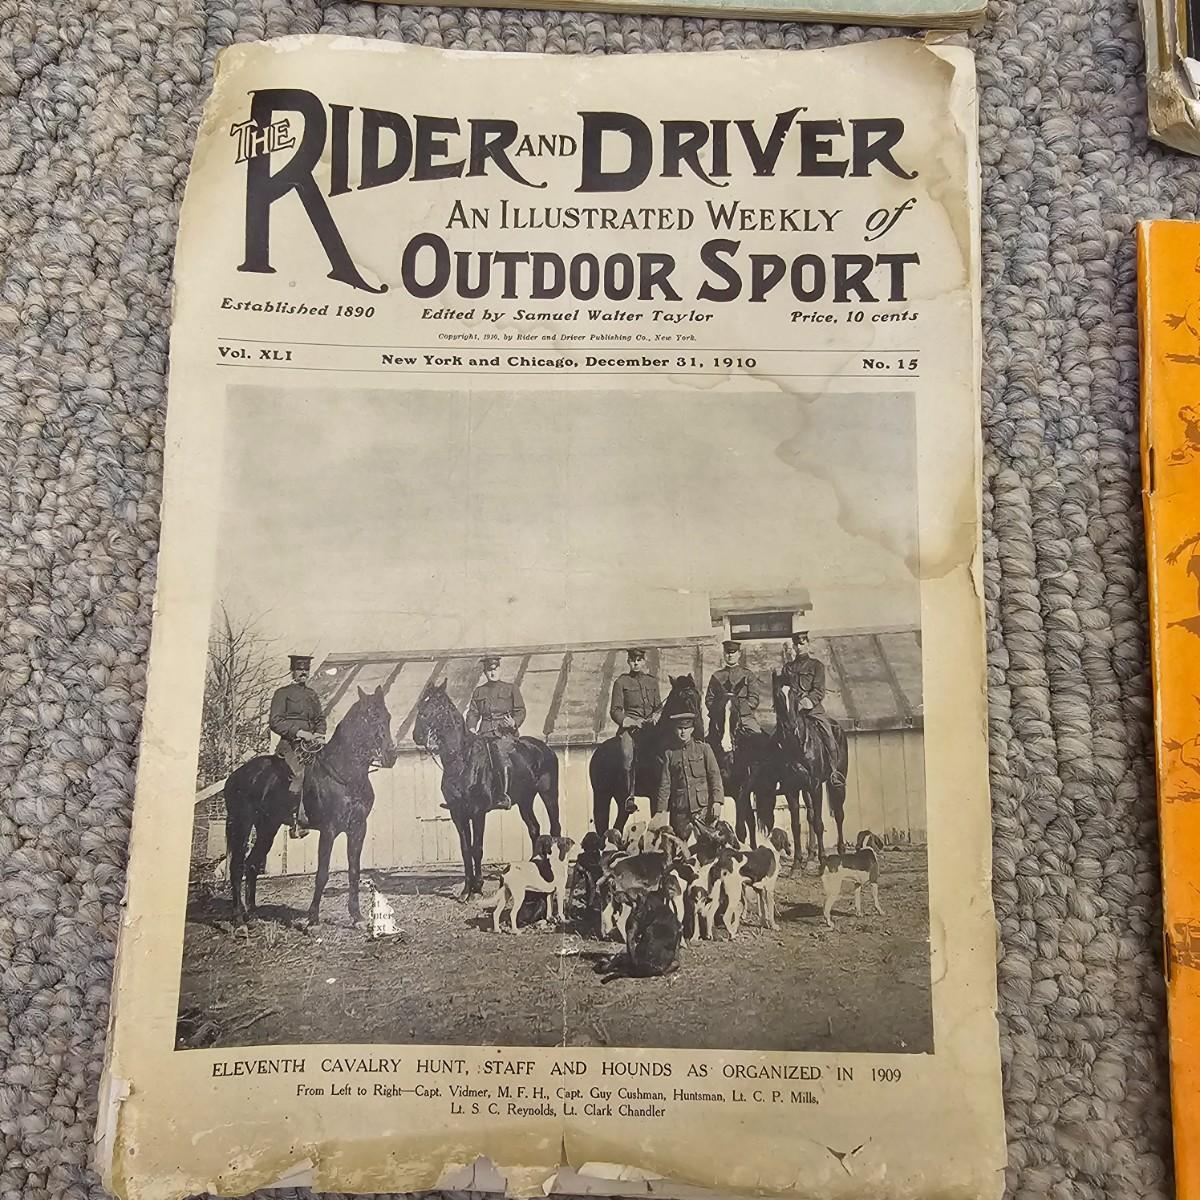 THE RIDER AND DRIVER
AN ILLUSTRATED WEEKLY of
OUTDOOR SPORT
Established 1890 Edited by Samuel Walter Taylor Price, 10 cents
Copyright, 1910, by Rider and Driver Publishing Co., New York.
Vol. XLI New York and Chicago, December 31, 1910 No. 15
ELEVENTH CAVALRY HUNT, STAFF AND HOUNDS AS ORGANIZED IN 1909
From Left to Right—Capt. Vidmer, M. F. H., Capt. Guy Cushman, Huntsman, Lt. C. P. Mills,
Lt. S. C. Reynolds, Lt. Clark Chandler